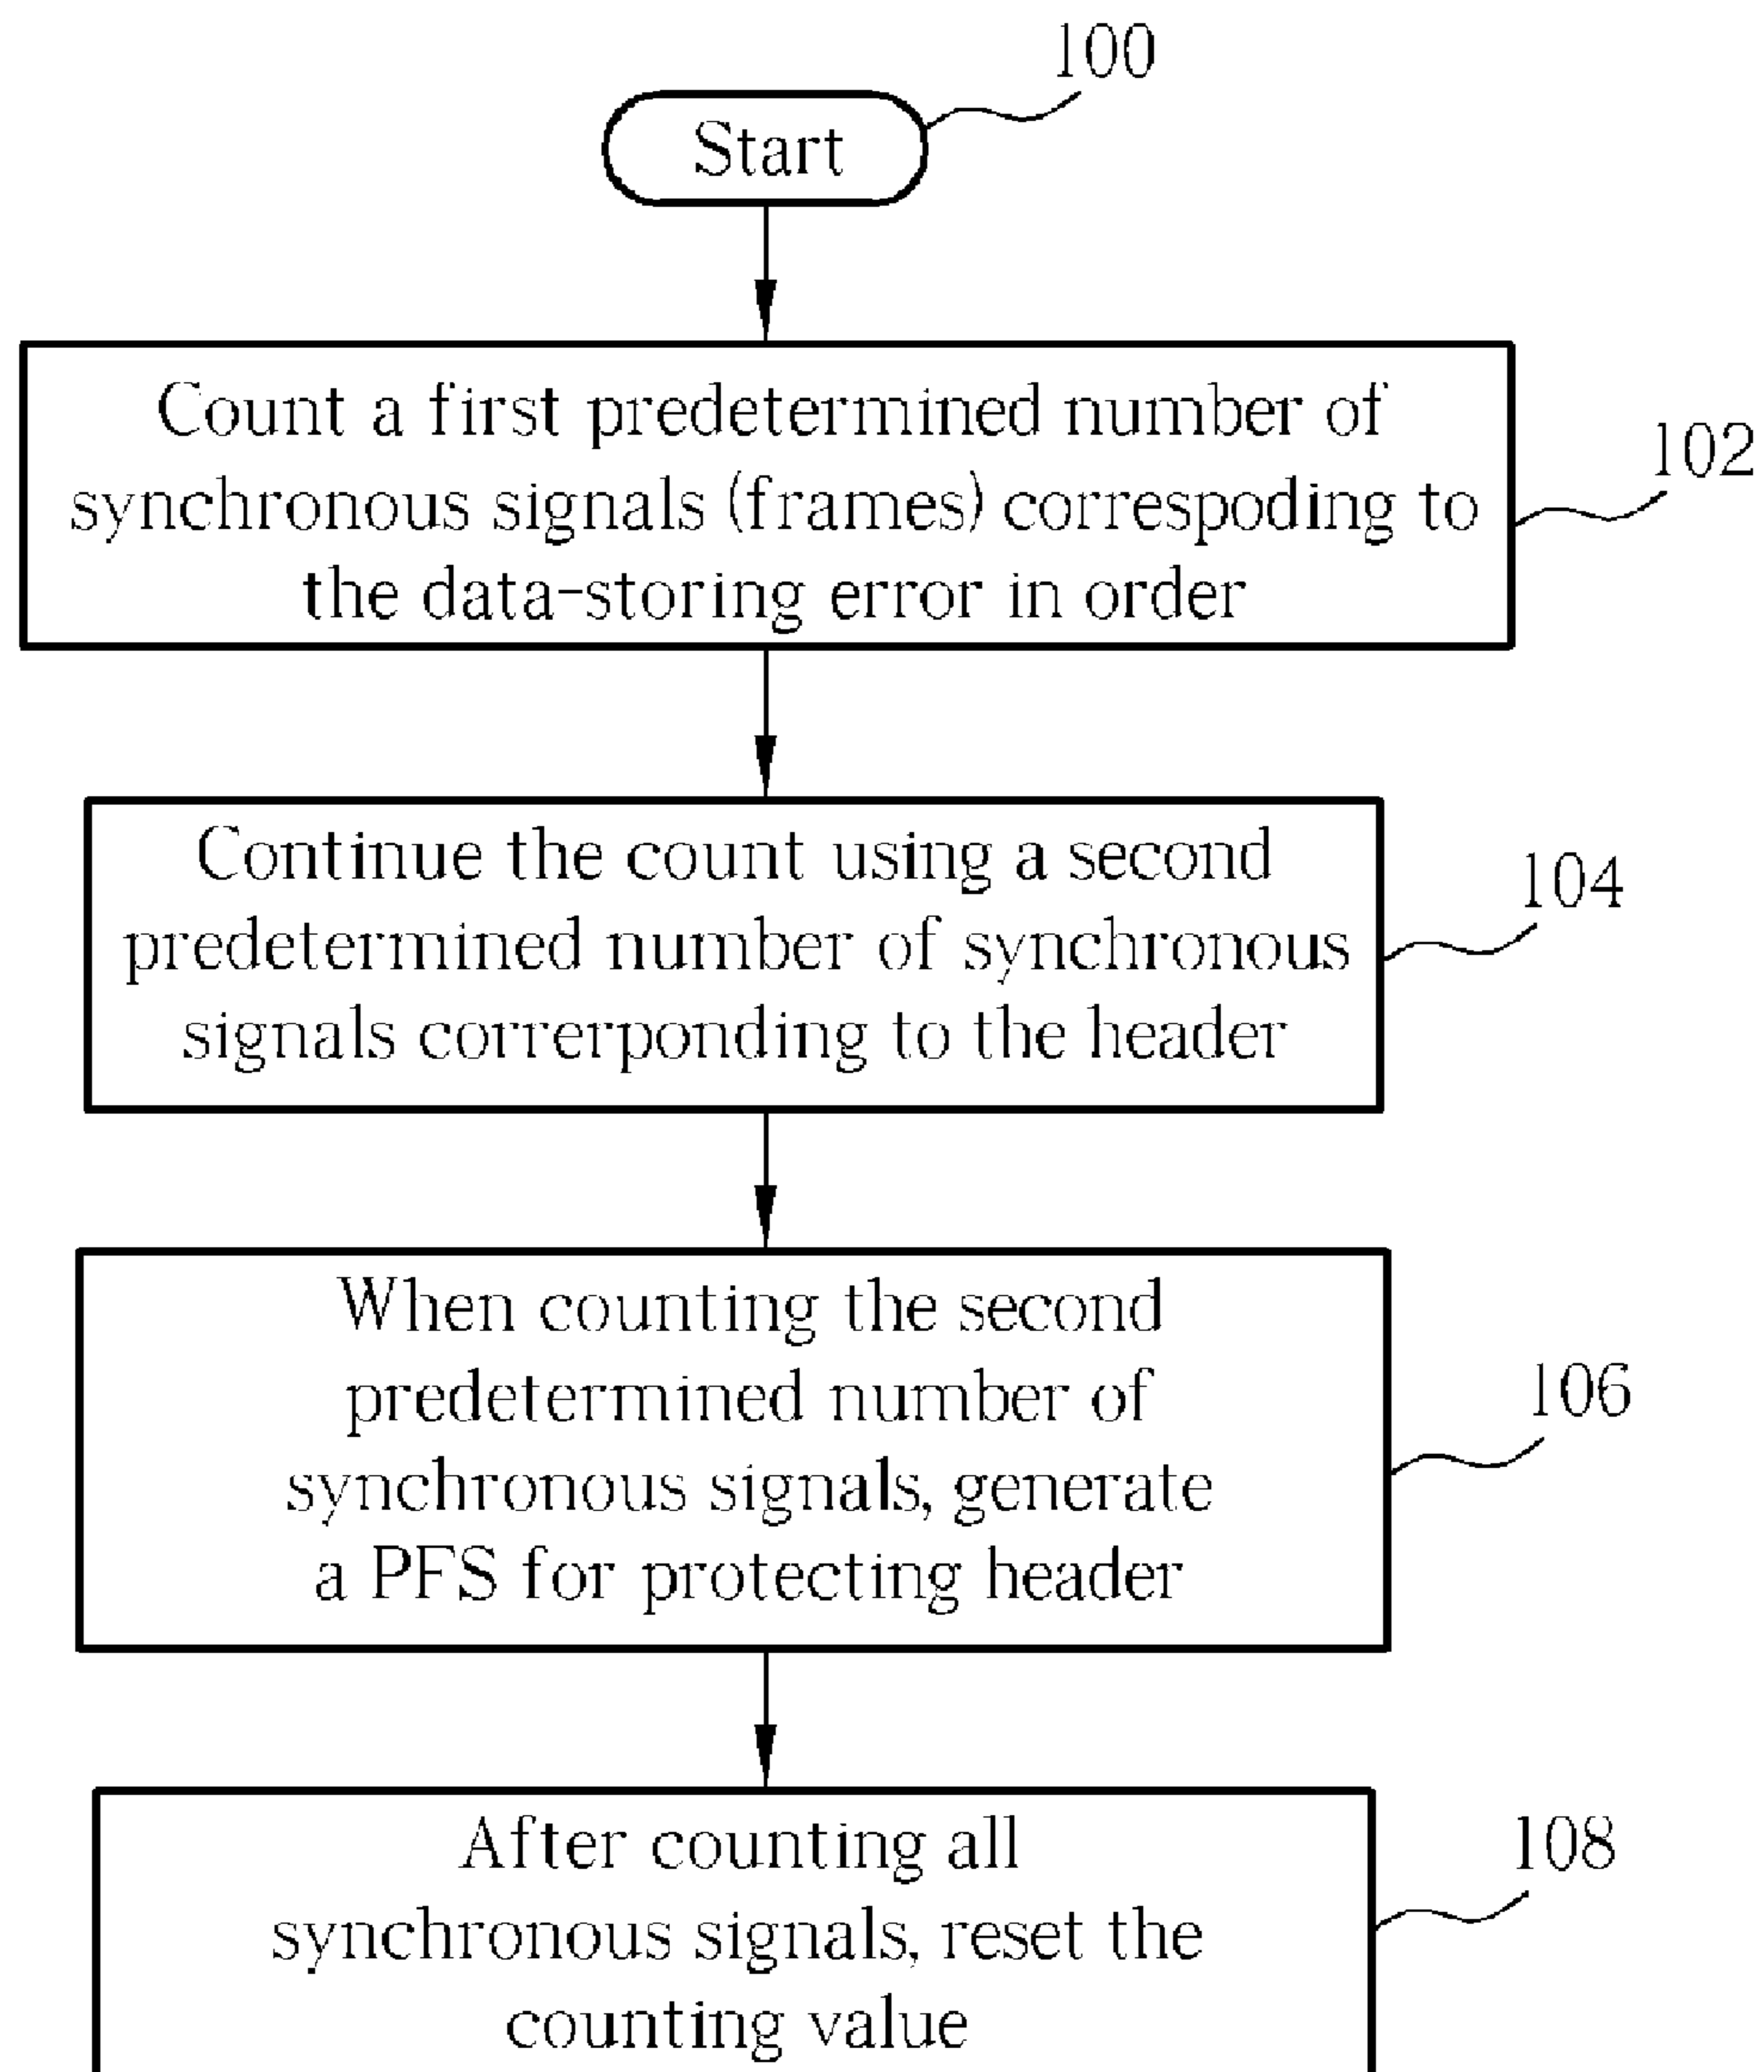 100
Start
Count a first predetermined number of
synchronous signals (frames) correspoding to
the data-storing error in order
102
Continue the count using a second
predetermined number of synchronous
signals correrponding to the header
104
When counting the second
predetermined number of
synchronous signals, generate
a PFS for protecting header
106
After counting all
synchronous signals, reset the
counting value
108